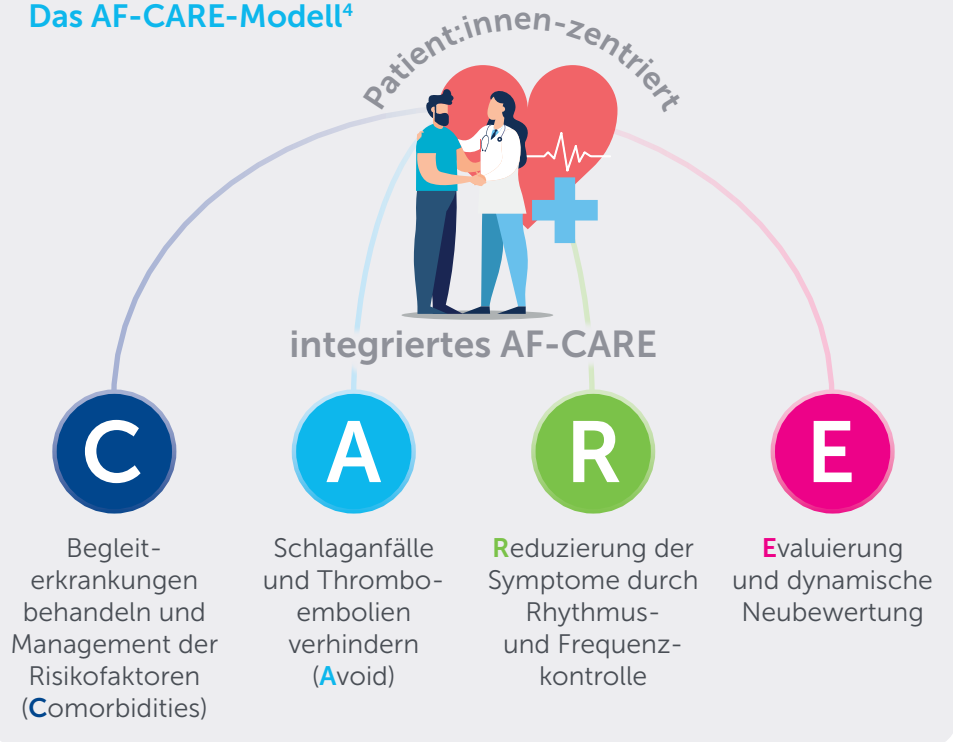 Das AF-CARE-Modell⁴
Patient:innen-zentriert
integriertes AF-CARE
C
Begleit-
erkrankungen
behandeln und
Management der
Risikofaktoren
(Comorbidities)
A
Schlaganfälle
und Thrombo-
embolien
verhindern
(Avoid)
R
Reduzierung der
Symptome durch
Rhythmus-
und Frequenz-
kontrolle
E
Evaluierung
und dynamische
Neubewertung